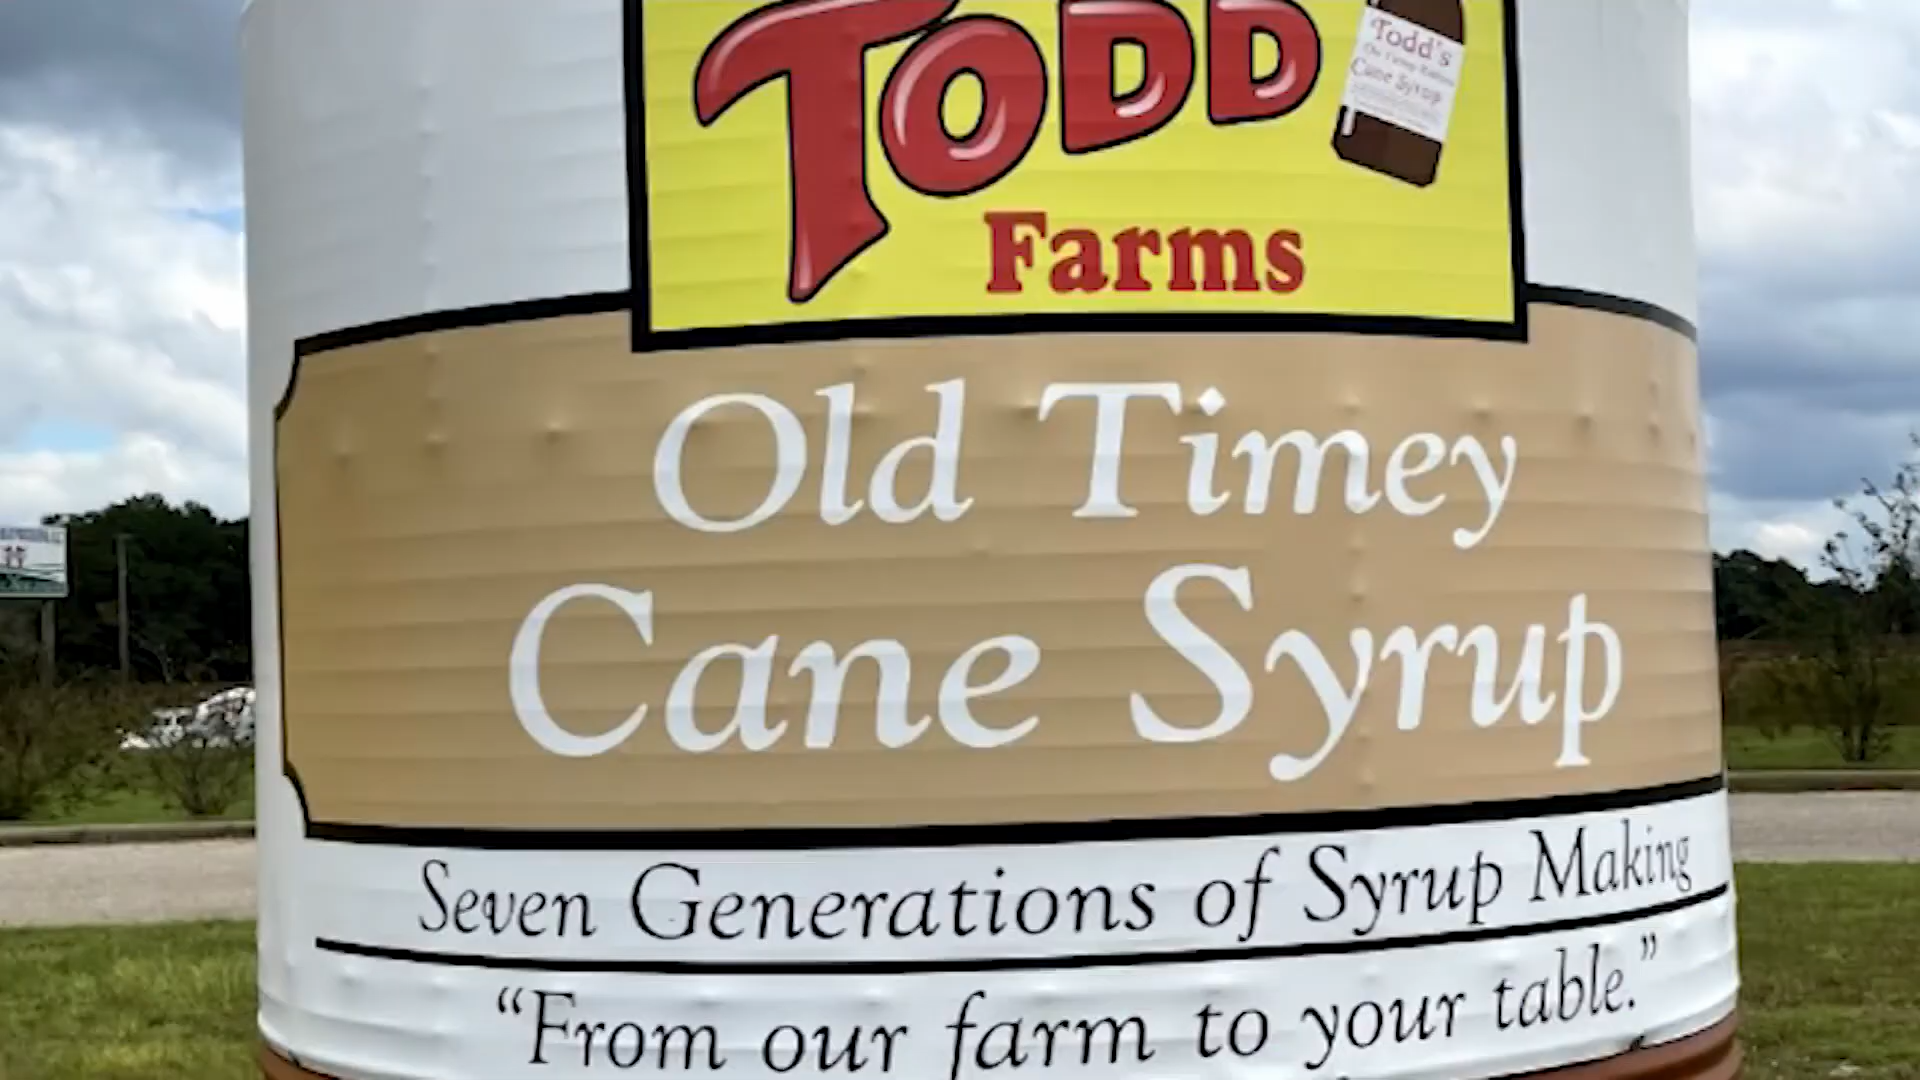 TODD
Farms
Todd's
Cane Syrup
Old Timey
Cane Syrup
Seven Generations of Syrup Making
“From our farm to your table.”